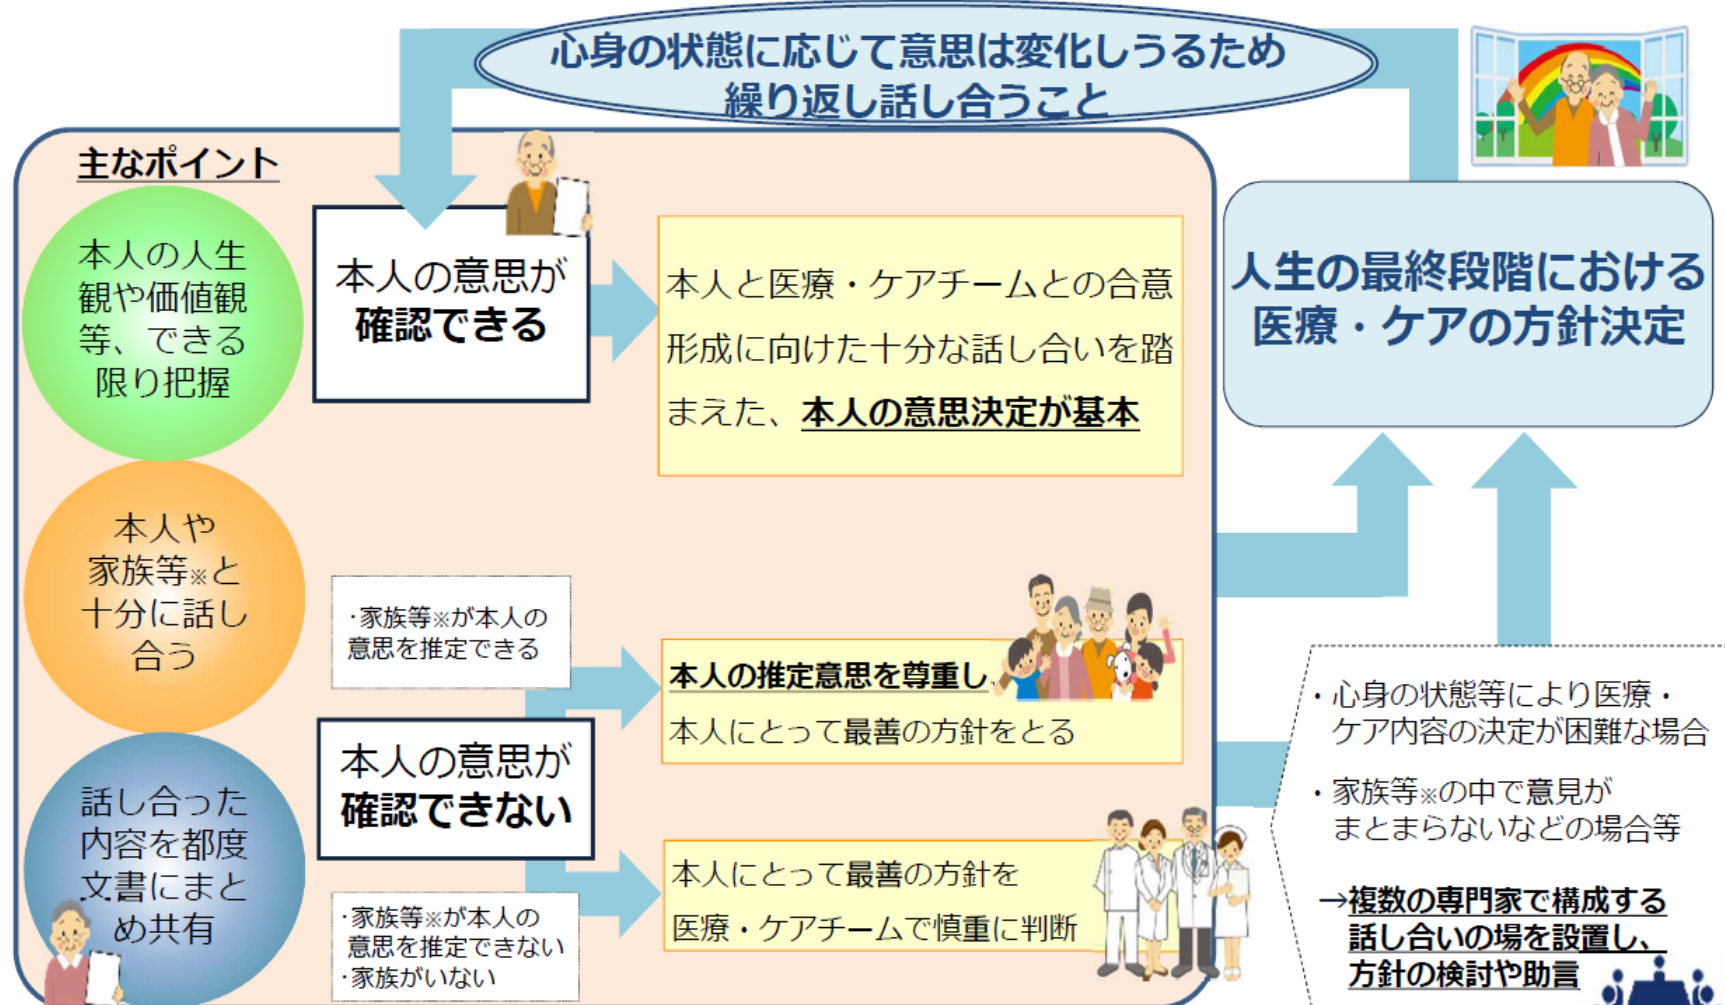 心身の状態に応じて意思は変化しうるため
繰り返し話し合うこと
主なポイント
本人の人生
観や価値観
等、できる
限り把握
本人や
家族等※と
十分に話し
合う
話し合った
内容を都度
文書にまと
め共有
本人の意思が
確認できる
本人と医療・ケアチームとの合意
形成に向けた十分な話し合いを踏
まえた、本人の意思決定が基本
・家族等※が本人の
意思を推定できる
本人の推定意思を尊重し、
本人にとって最善の方針をとる
本人の意思が
確認できない
・家族等※が本人の
意思を推定できない
・家族がいない
本人にとって最善の方針を
医療・ケアチームで慎重に判断
人生の最終段階における
医療・ケアの方針決定
・心身の状態等により医療・
ケア内容の決定が困難な場合
・家族等※の中で意見が
まとまらないなどの場合等
→複数の専門家で構成する
話し合いの場を設置し、
方針の検討や助言